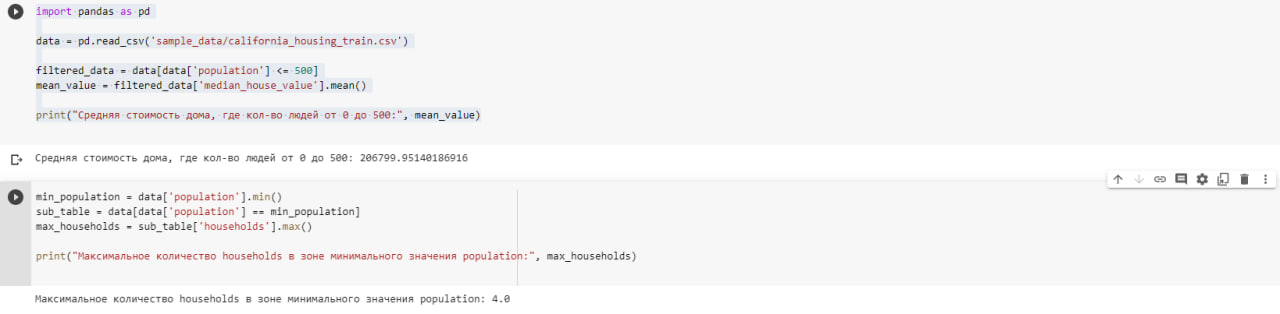 import pandas as pd
data = pd.read_csv('sample_data/california_housing_train.csv')
filtered_data = data[data['population'] <= 500]
mean_value = filtered_data['median_house_value'].mean()
print("Средняя стоимость дома, где кол-во людей от 0 до 500:", mean_value)
Средняя стоимость дома, где кол-во людей от 0 до 500: 206799.95140186916
min_population = data['population'].min()
sub_table = data[data['population'] == min_population]
max_households = sub_table['households'].max()
print("Максимальное количество households в зоне минимального значения population:", max_households)
Максимальное количество households в зоне минимального значения population: 4.0